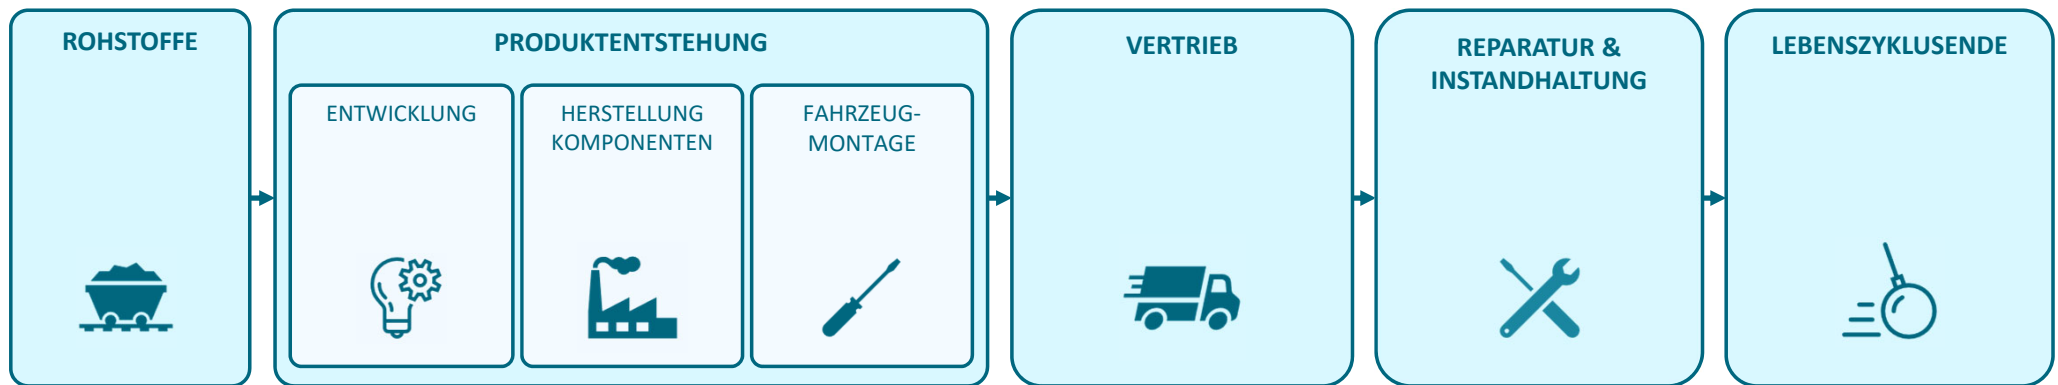 ROHSTOFFE
PRODUKTENTSTEHUNG
ENTWICKLUNG
HERSTELLUNG
KOMPONENTEN
FAHRZEUG-
MONTAGE
VERTRIEB
REPARATUR &
INSTANDHALTUNG
LEBENSZYKLUSENDE